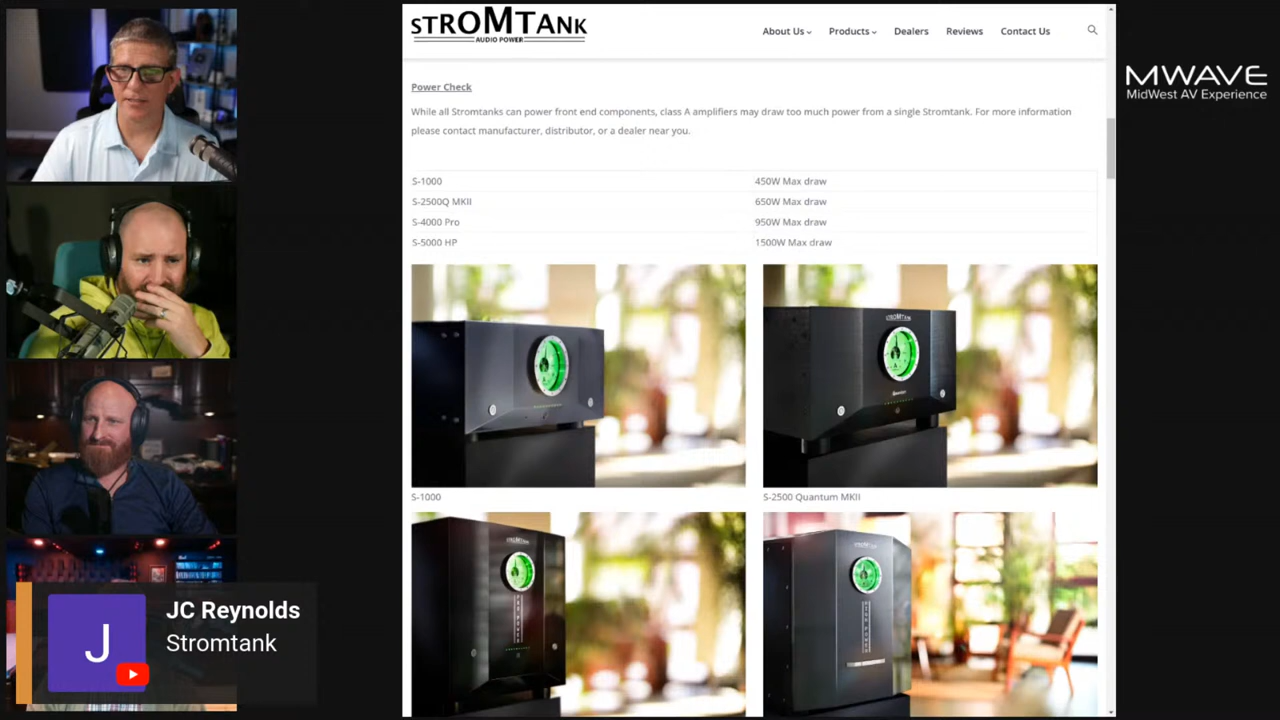 STROMTANK
AUDIO POWER
About Us
Products
Dealers
Reviews
Contact Us
MWAVE
MidWest AV Experience
Power Check
While all Stromtanks can power front end components, class A amplifiers may draw too much power from a single Stromtank. For more information
please contact manufacturer, distributor, or a dealer near you.
S-1000 450W Max draw
S-2500Q MKII 650W Max draw
S-4000 Pro 950W Max draw
S-5000 HP 1500W Max draw
STROMTANK
S-1000
S-2500 Quantum MKII
STROMTANK
STROMTANK
J
JC Reynolds
Stromtank